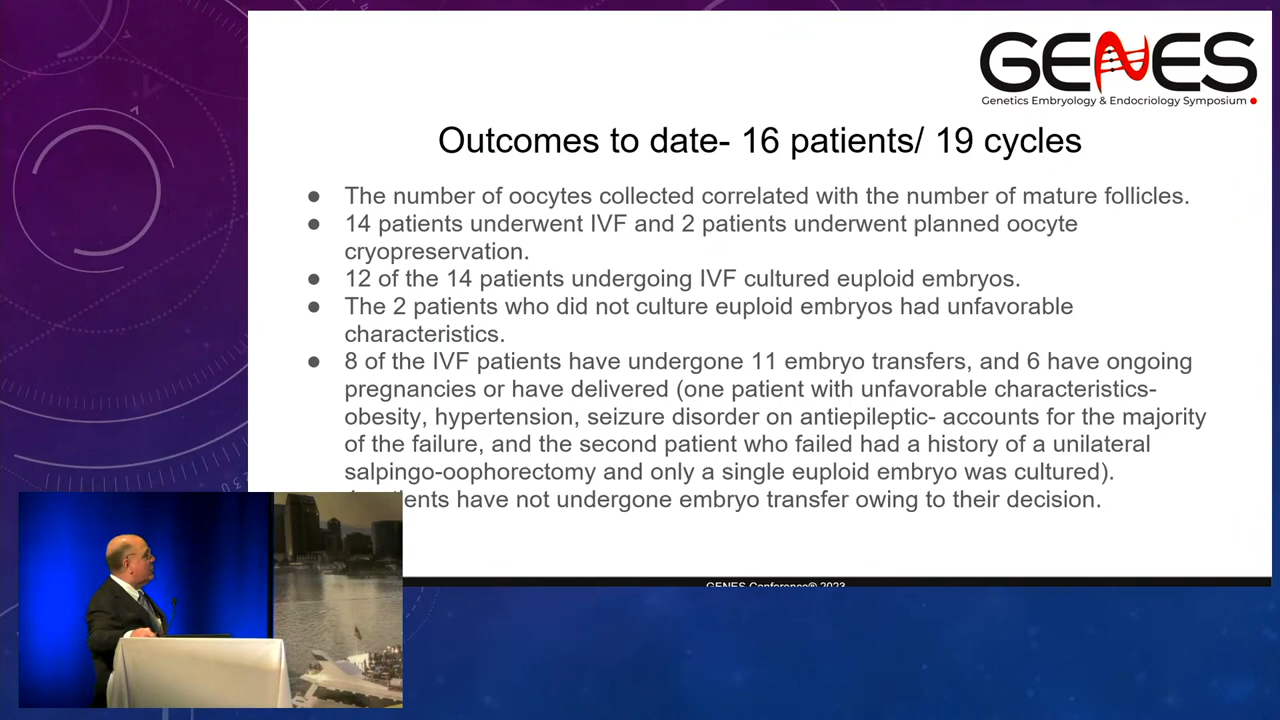 GENES
Genetics Embryology & Endocriology Symposium
Outcomes to date- 16 patients/ 19 cycles
● The number of oocytes collected correlated with the number of mature follicles.
● 14 patients underwent IVF and 2 patients underwent planned oocyte
cryopreservation.
● 12 of the 14 patients undergoing IVF cultured euploid embryos.
● The 2 patients who did not culture euploid embryos had unfavorable
characteristics.
● 8 of the IVF patients have undergone 11 embryo transfers, and 6 have ongoing
pregnancies or have delivered (one patient with unfavorable characteristics-
obesity, hypertension, seizure disorder on antiepileptic- accounts for the majority
of the failure, and the second patient who failed had a history of a unilateral
salpingo-oophorectomy and only a single euploid embryo was cultured).
have not undergone embryo transfer owing to their decision.
GENES Conference® 2023